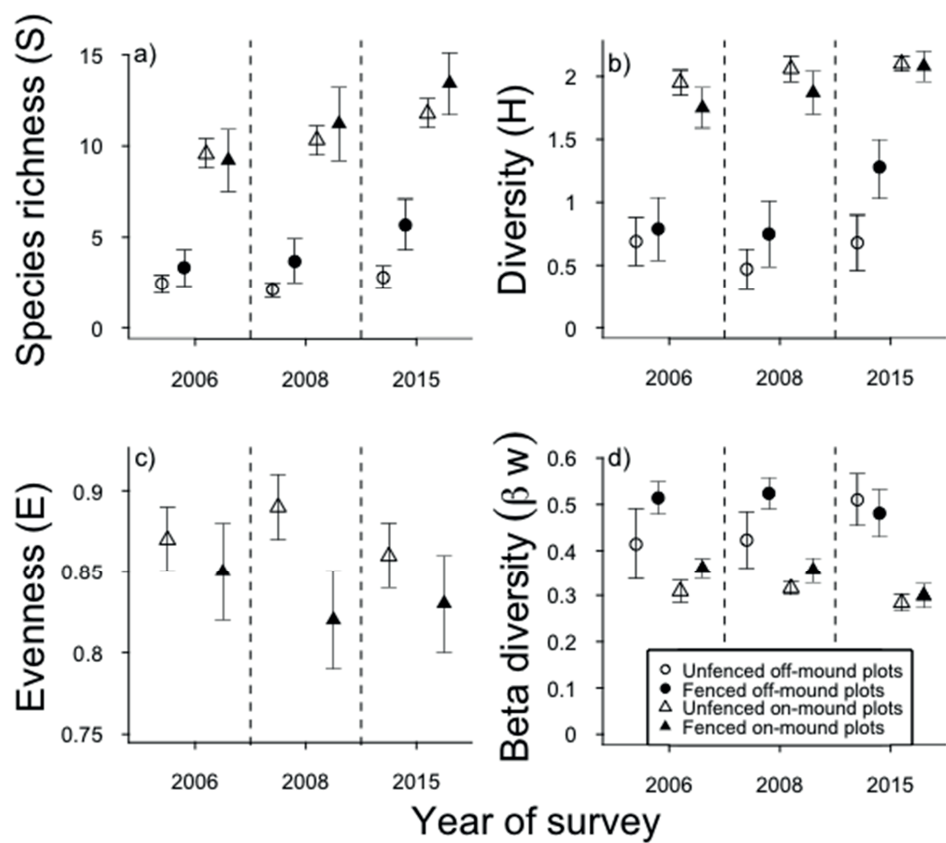 Species richness (S)
a)
15
10
5
0
2006 2008 2015
Diversity (H)
b)
2
1.5
1
0.5
0
2006 2008 2015
Evenness (E)
c)
0.9
0.85
0.8
0.75
2006 2008 2015
Beta diversity (β w)
d)
0.6
0.5
0.4
0.3
0.2
0.1
0
Unfenced off-mound plots
Fenced off-mound plots
Unfenced on-mound plots
Fenced on-mound plots
2006 2008 2015
Year of survey